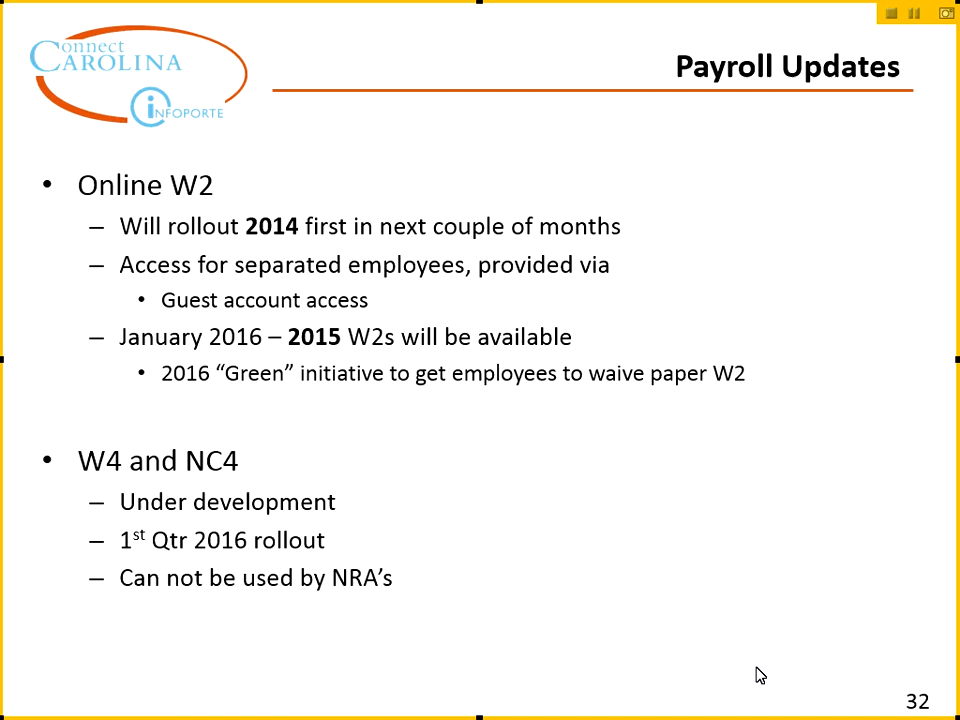 Connect
CAROLINA
INFOPORTE
Payroll Updates
• Online W2
– Will rollout 2014 first in next couple of months
– Access for separated employees, provided via
• Guest account access
– January 2016 – 2015 W2s will be available
• 2016 “Green” initiative to get employees to waive paper W2
• W4 and NC4
– Under development
– 1st Qtr 2016 rollout
– Can not be used by NRA’s
32